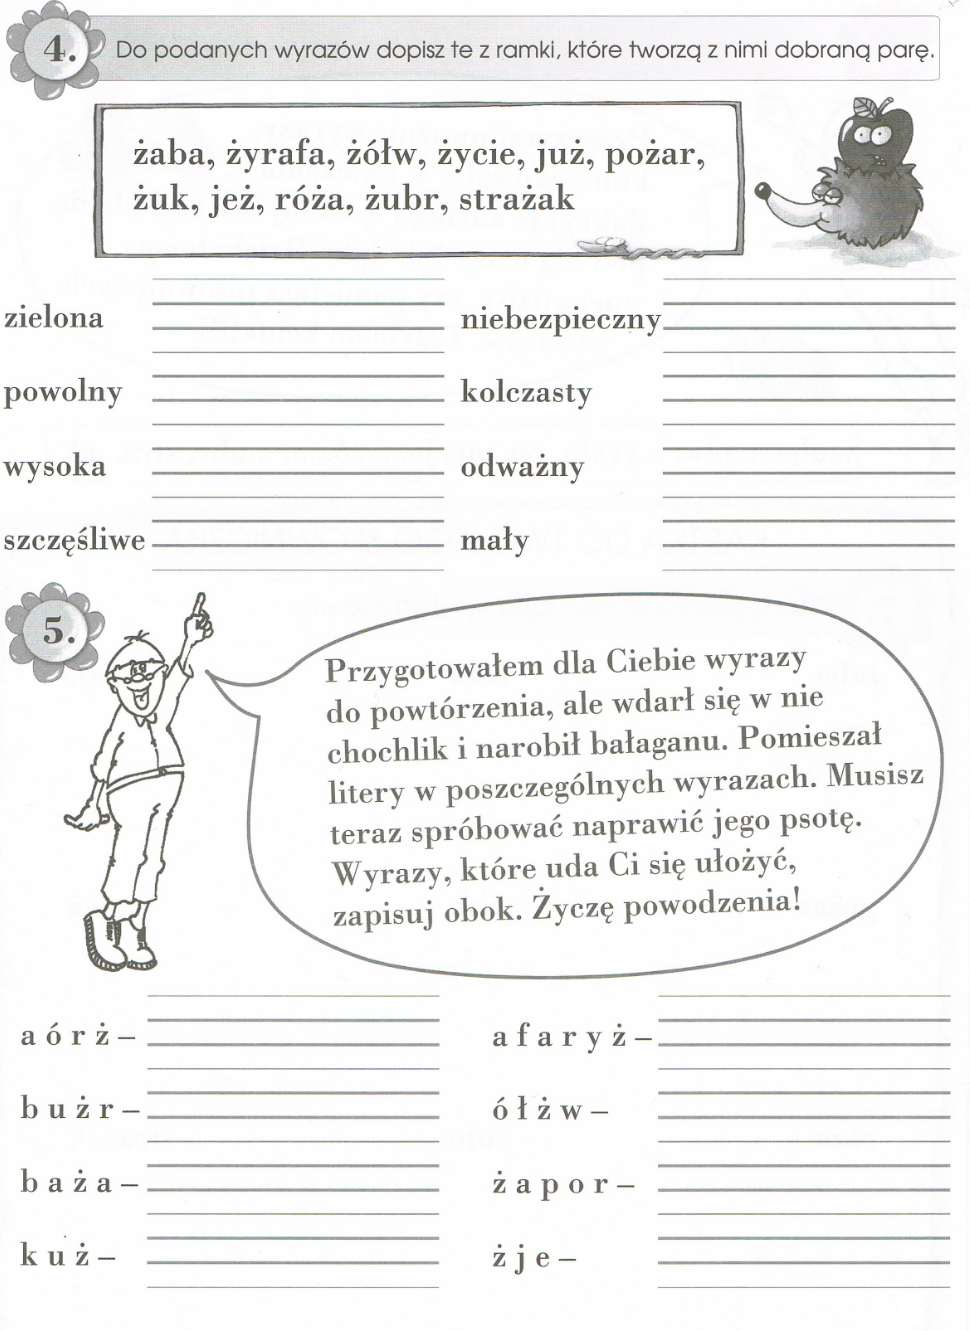 4. Do podanych wyrazów dopisz te z ramki, które tworzą z nimi dobraną parę.
żaba, żyrafa, żółw, życie, już, pożar,
żuk, jeż, róża, żubr, strażak
zielona
niebezpieczny
powolny
kolczasty
wysoka
odważny
szczęśliwe
mały
5.
Przygotowałem dla Ciebie wyrazy
do powtórzenia, ale wdarł się w nie
chochlik i narobił bałaganu. Pomieszał
litery w poszczególnych wyrazach. Musisz
teraz spróbować naprawić jego psotę.
Wyrazy, które uda Ci się ułożyć,
zapisuj obok. Życzę powodzenia!
a ó r ż –
a f a r y ż –
b u ż r –
ó ł ż w –
b a ż a –
ż a p o r –
k u ż –
ż j e –